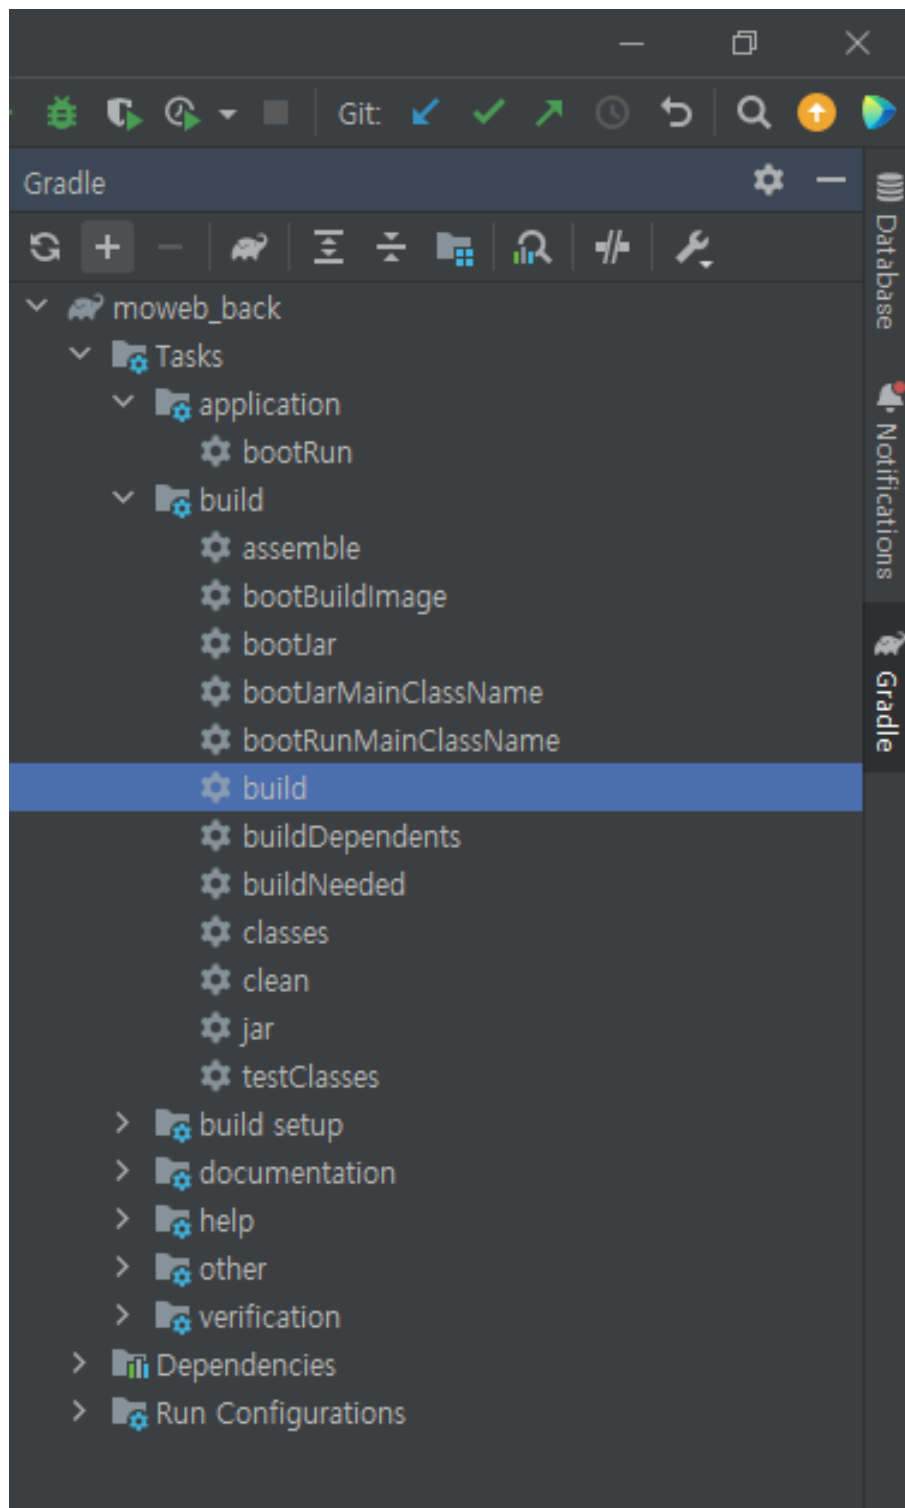 Git:
Gradle
moweb_back
Tasks
application
bootRun
build
assemble
bootBuildImage
bootJar
bootJarMainClassName
bootRunMainClassName
build
buildDependents
buildNeeded
classes
clean
jar
testClasses
build setup
documentation
help
other
verification
Dependencies
Run Configurations
Database
Notifications
Gradle